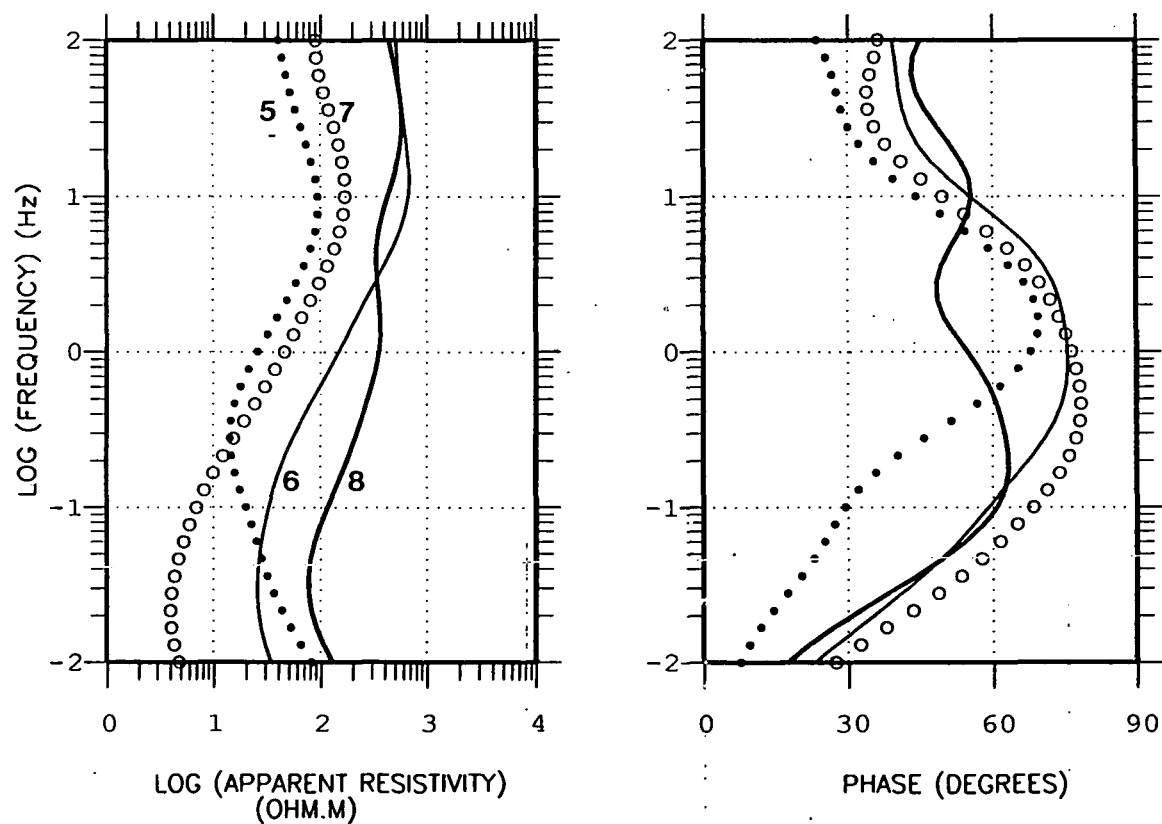 2
1
0
-1
-2
LOG (FREQUENCY) (Hz)
5
7
6
8
0 1 2 3 4
LOG (APPARENT RESISTIVITY)
(OHM.M)
2
1
0
-1
-2
0 30 60 90
PHASE (DEGREES)